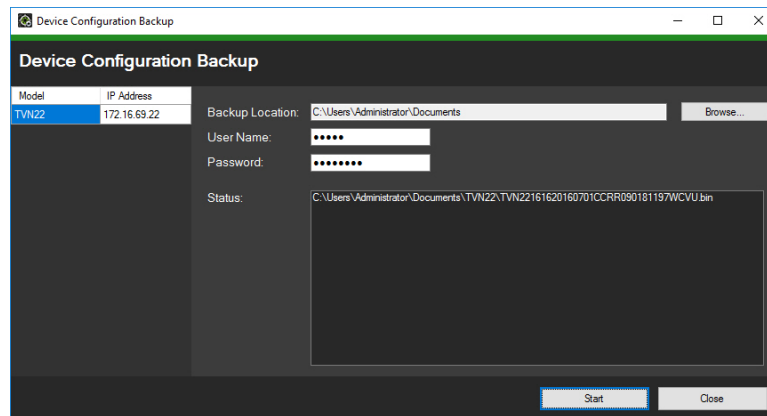 Device Configuration Backup
Device Configuration Backup
Model IP Address
TVN22 172.16.69.22
Backup Location: C:\Users\Administrator\Documents Browse...
User Name: •••••
Password: ••••••••
Status: C:\Users\Administrator\Documents\TVN22\TVN22161620160701CCRR090181197WCVU.bin
Start Close